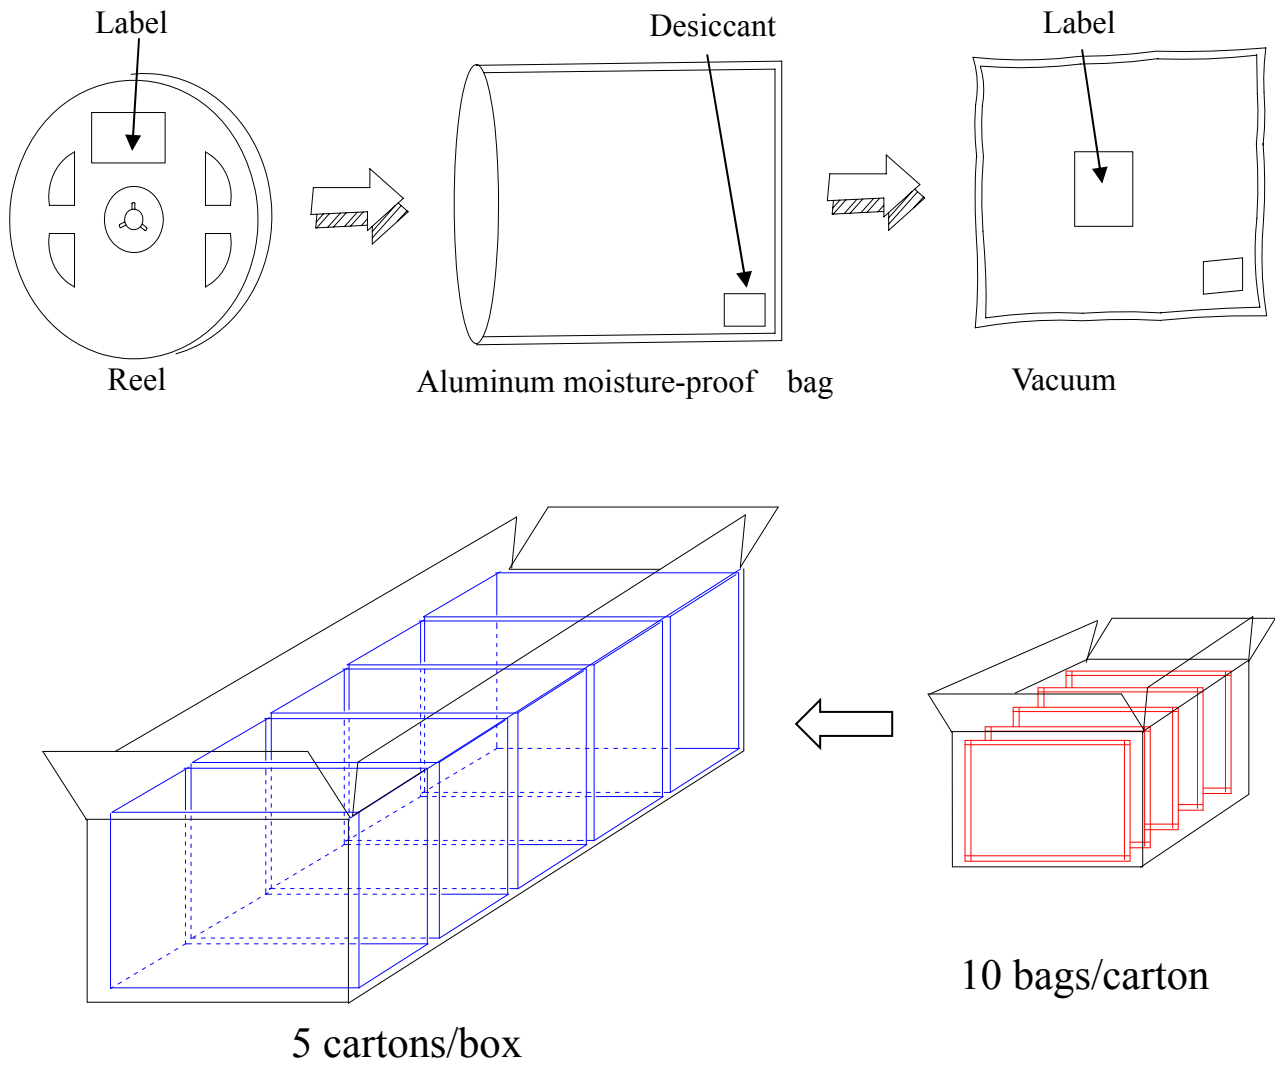 Label
Desiccant
Label
Reel
Aluminum moisture-proof bag
Vacuum
10 bags/carton
5 cartons/box